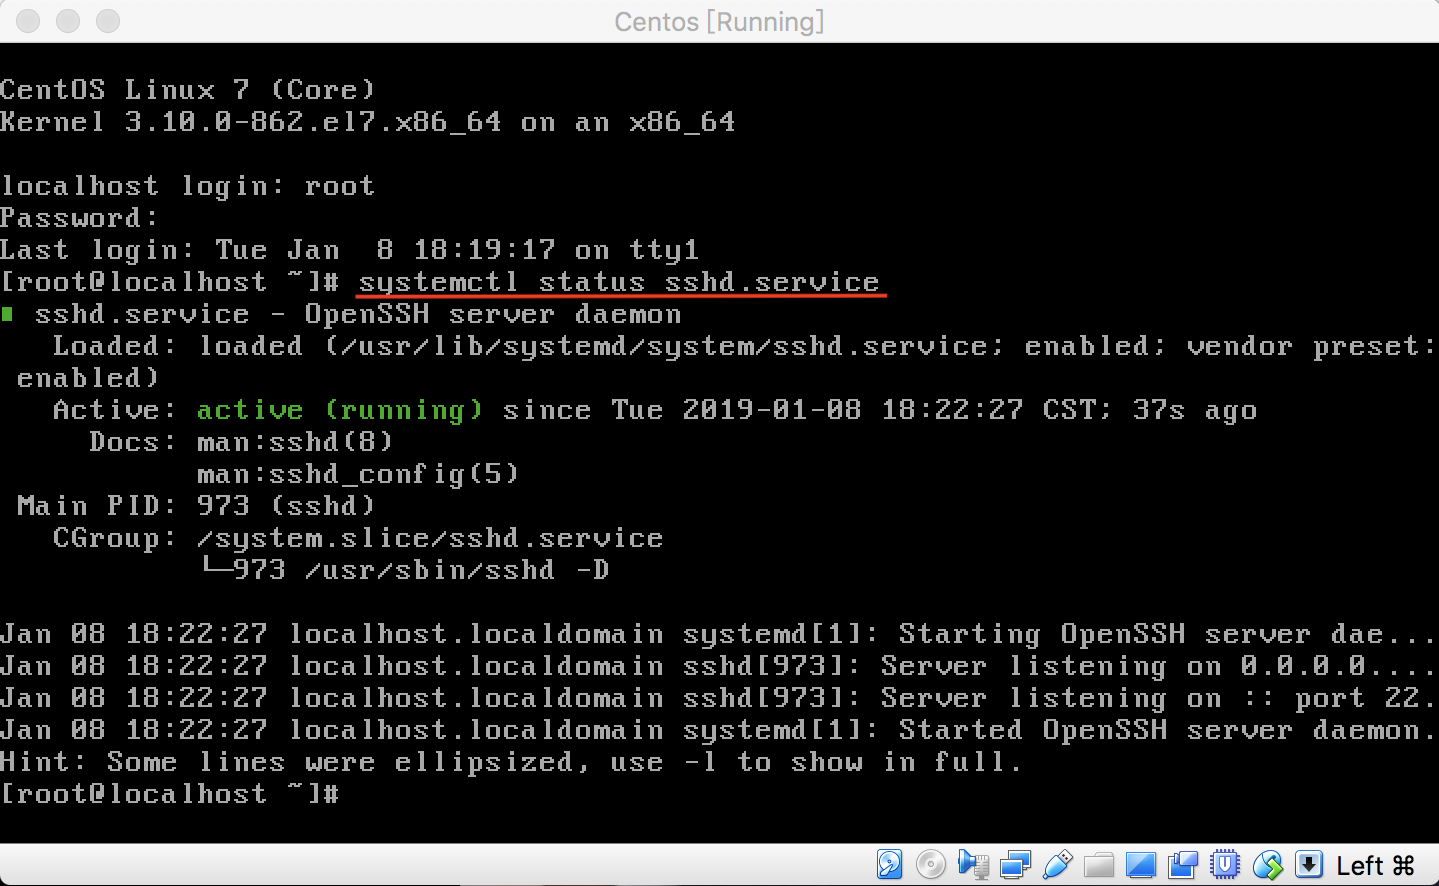 Centos [Running]
CentOS Linux 7 (Core)
Kernel 3.10.0-862.el7.x86_64 on an x86_64
localhost login: root
Password:
Last login: Tue Jan  8 18:19:17 on tty1
[root@localhost ~]# systemctl status sshd.service
sshd.service - OpenSSH server daemon
   Loaded: loaded (/usr/lib/systemd/system/sshd.service; enabled; vendor preset:
 enabled)
   Active: active (running) since Tue 2019-01-08 18:22:27 CST; 37s ago
     Docs: man:sshd(8)
           man:sshd_config(5)
 Main PID: 973 (sshd)
   CGroup: /system.slice/sshd.service
           └─973 /usr/sbin/sshd -D
Jan 08 18:22:27 localhost.localdomain systemd[1]: Starting OpenSSH server dae...
Jan 08 18:22:27 localhost.localdomain sshd[973]: Server listening on 0.0.0.0....
Jan 08 18:22:27 localhost.localdomain sshd[973]: Server listening on :: port 22.
Jan 08 18:22:27 localhost.localdomain systemd[1]: Started OpenSSH server daemon.
Hint: Some lines were ellipsized, use -l to show in full.
[root@localhost ~]#
Left ⌘